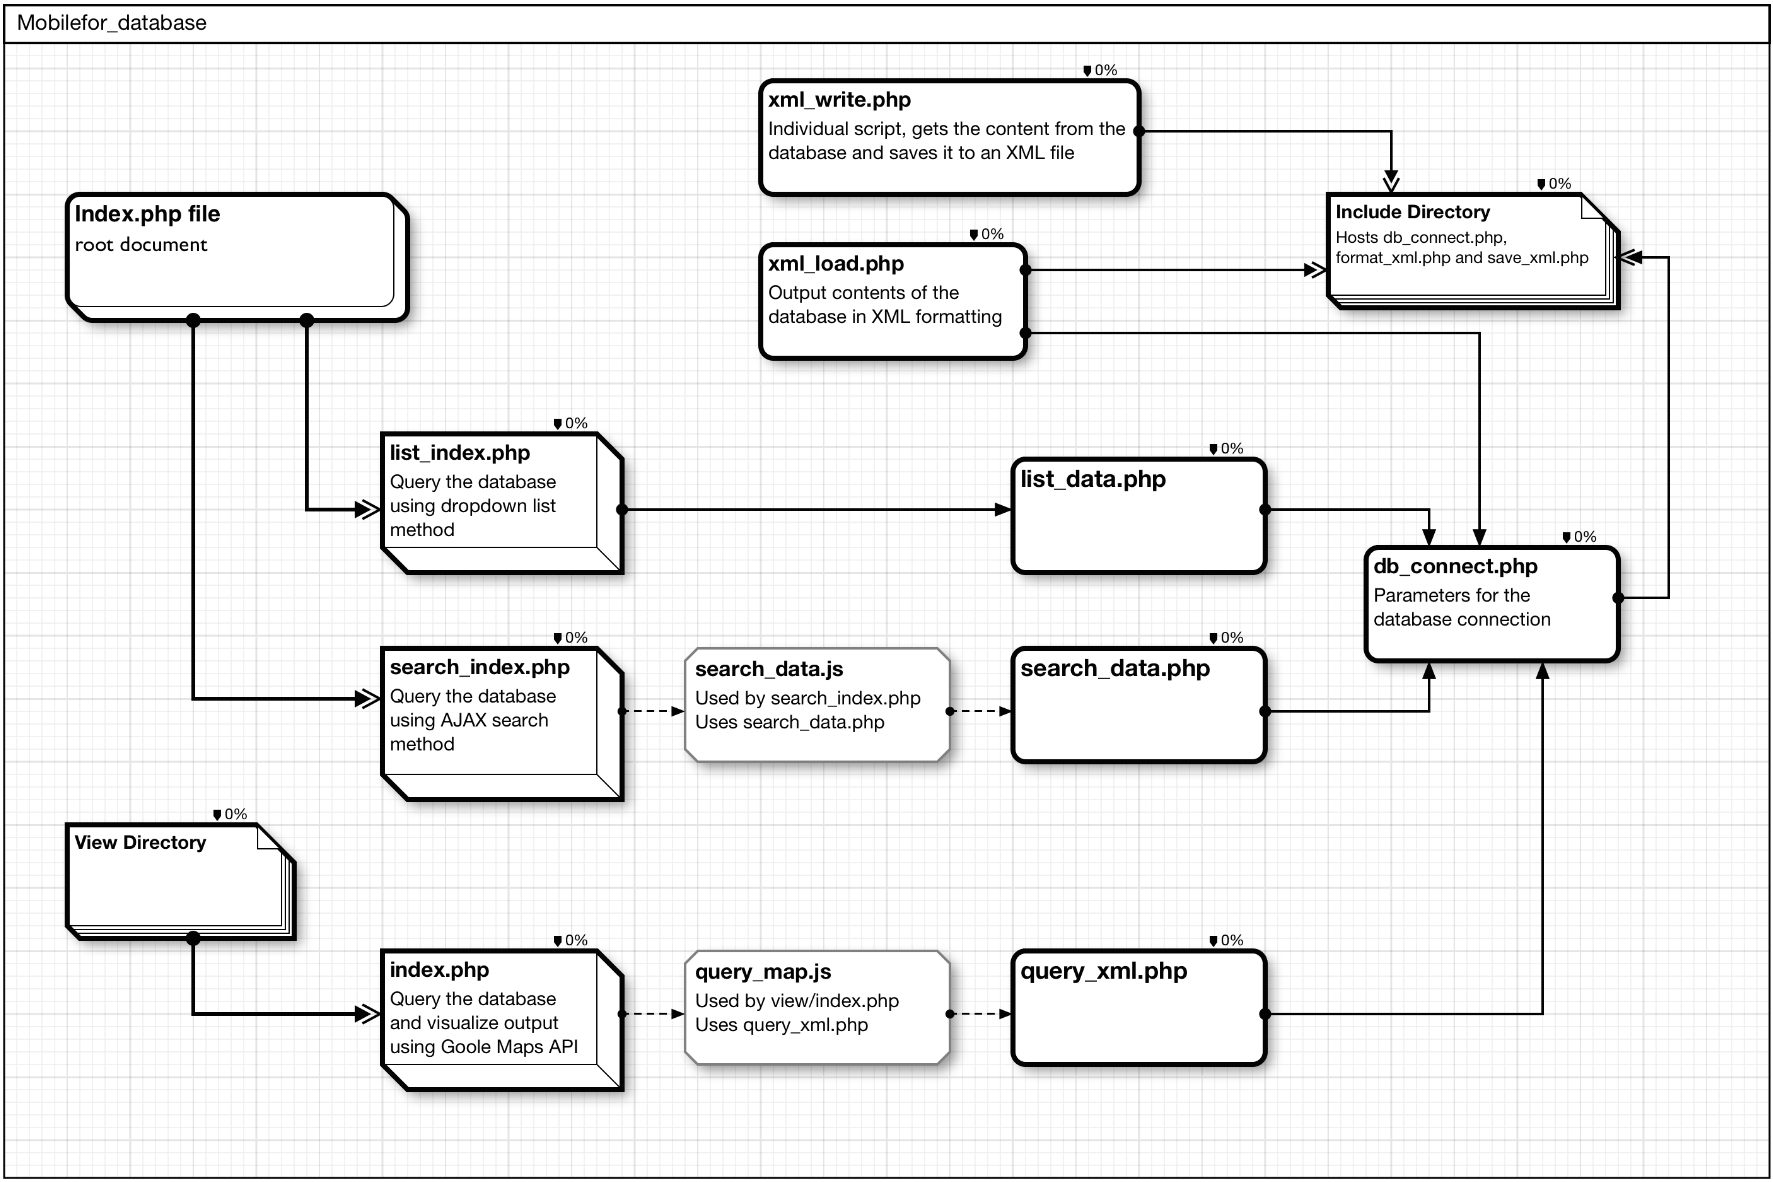 Mobilefor_database
0%
xml_write.php
Individual script, gets the content from the
database and saves it to an XML file
0%
Include Directory
Hosts db_connect.php,
format_xml.php and save_xml.php
Index.php file
root document
0%
xml_load.php
Output contents of the
database in XML formatting
0%
list_index.php
Query the database
using dropdown list
method
0%
list_data.php
0%
db_connect.php
Parameters for the
database connection
0%
search_index.php
Query the database
using AJAX search
method
search_data.js
Used by search_index.php
Uses search_data.php
0%
search_data.php
0%
View Directory
0%
index.php
Query the database
and visualize output
using Goole Maps API
query_map.js
Used by view/index.php
Uses query_xml.php
0%
query_xml.php